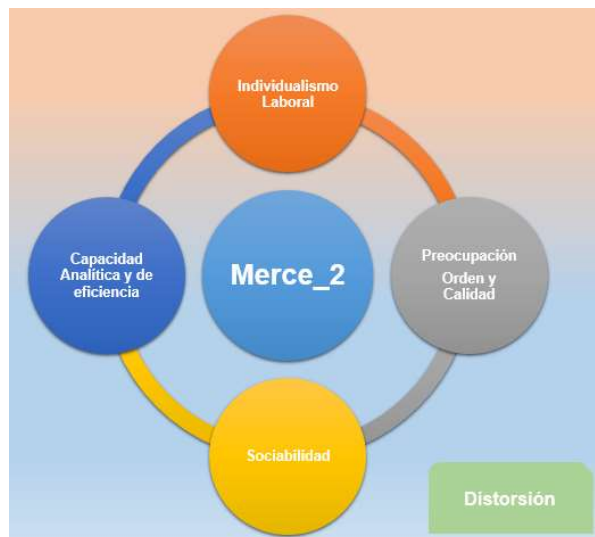 Individualismo
Laboral
Capacidad
Analítica y de
eficiencia
Merce_2
Preocupación
Orden y
Calidad
Sociabilidad
Distorsión